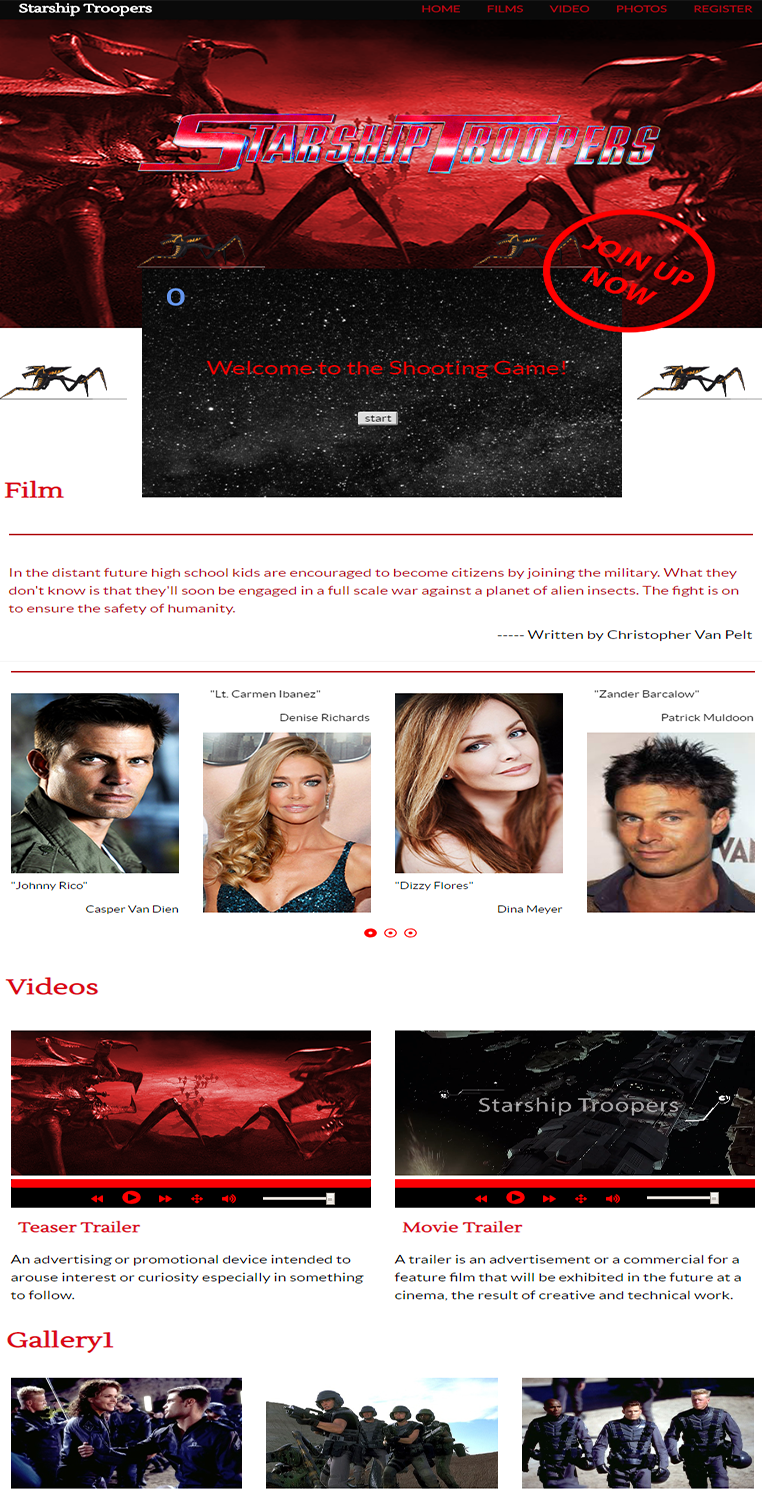 Starship Troopers
HOME FILMS VIDEO PHOTOS REGISTER
STARSHIP TROOPERS
JOIN UP
NOW
0
Welcome to the Shooting Game!
start
Film
In the distant future high school kids are encouraged to become citizens by joining the military. What they
don't know is that they'll soon be engaged in a full scale war against a planet of alien insects. The fight is on
to ensure the safety of humanity.
----- Written by Christopher Van Pelt
"Lt. Carmen Ibanez"
Denise Richards
"Zander Barcalow"
Patrick Muldoon
VAN
"Johnny Rico"
Casper Van Dien
"Dizzy Flores"
Dina Meyer
Videos
Starship Troopers
Teaser Trailer
An advertising or promotional device intended to
arouse interest or curiosity especially in something
to follow.
Movie Trailer
A trailer is an advertisement or a commercial for a
feature film that will be exhibited in the future at a
cinema, the result of creative and technical work.
Gallery1